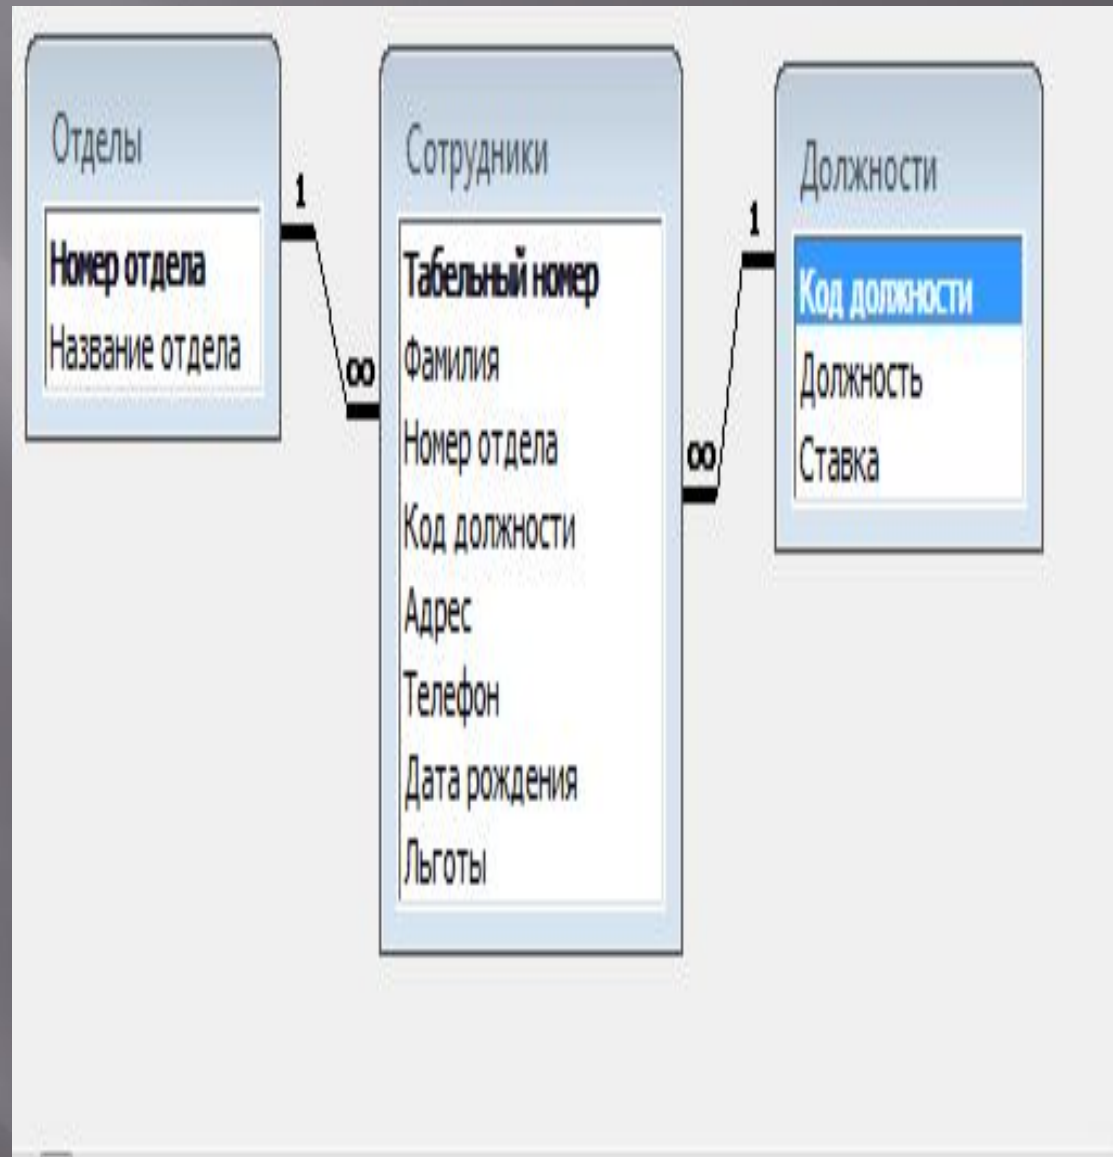 Отделы
Номер отдела
Название отдела
1
∞
Сотрудники
Табельный номер
Фамилия
Номер отдела
Код должности
Адрес
Телефон
Дата рождения
Льготы
1
∞
Должности
Код должности
Должность
Ставка